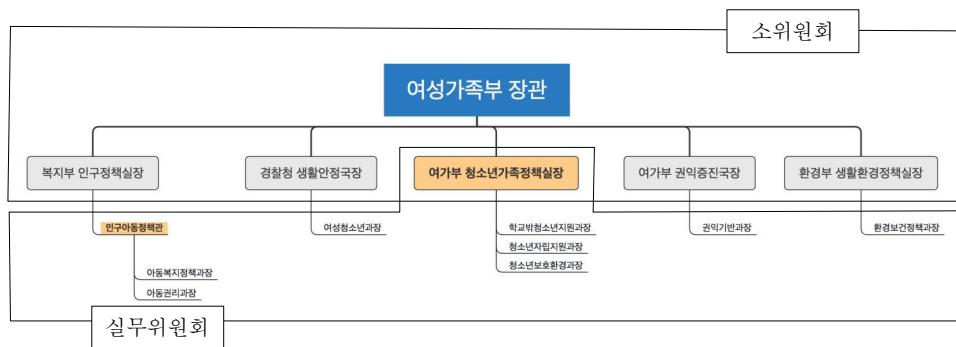 소위원회
여성가족부 장관
복지부 인구정책실장
경찰청 생활안정국장
여가부 청소년가족정책실장
여가부 권익증진국장
환경부 생활환경정책실장
인구아동정책관
여성청소년과장
학교밖청소년지원과장
권익기반과장
환경보건정책과장
청소년자립지원과장
청소년보호환경과장
아동복지정책과장
아동권리과장
실무위원회